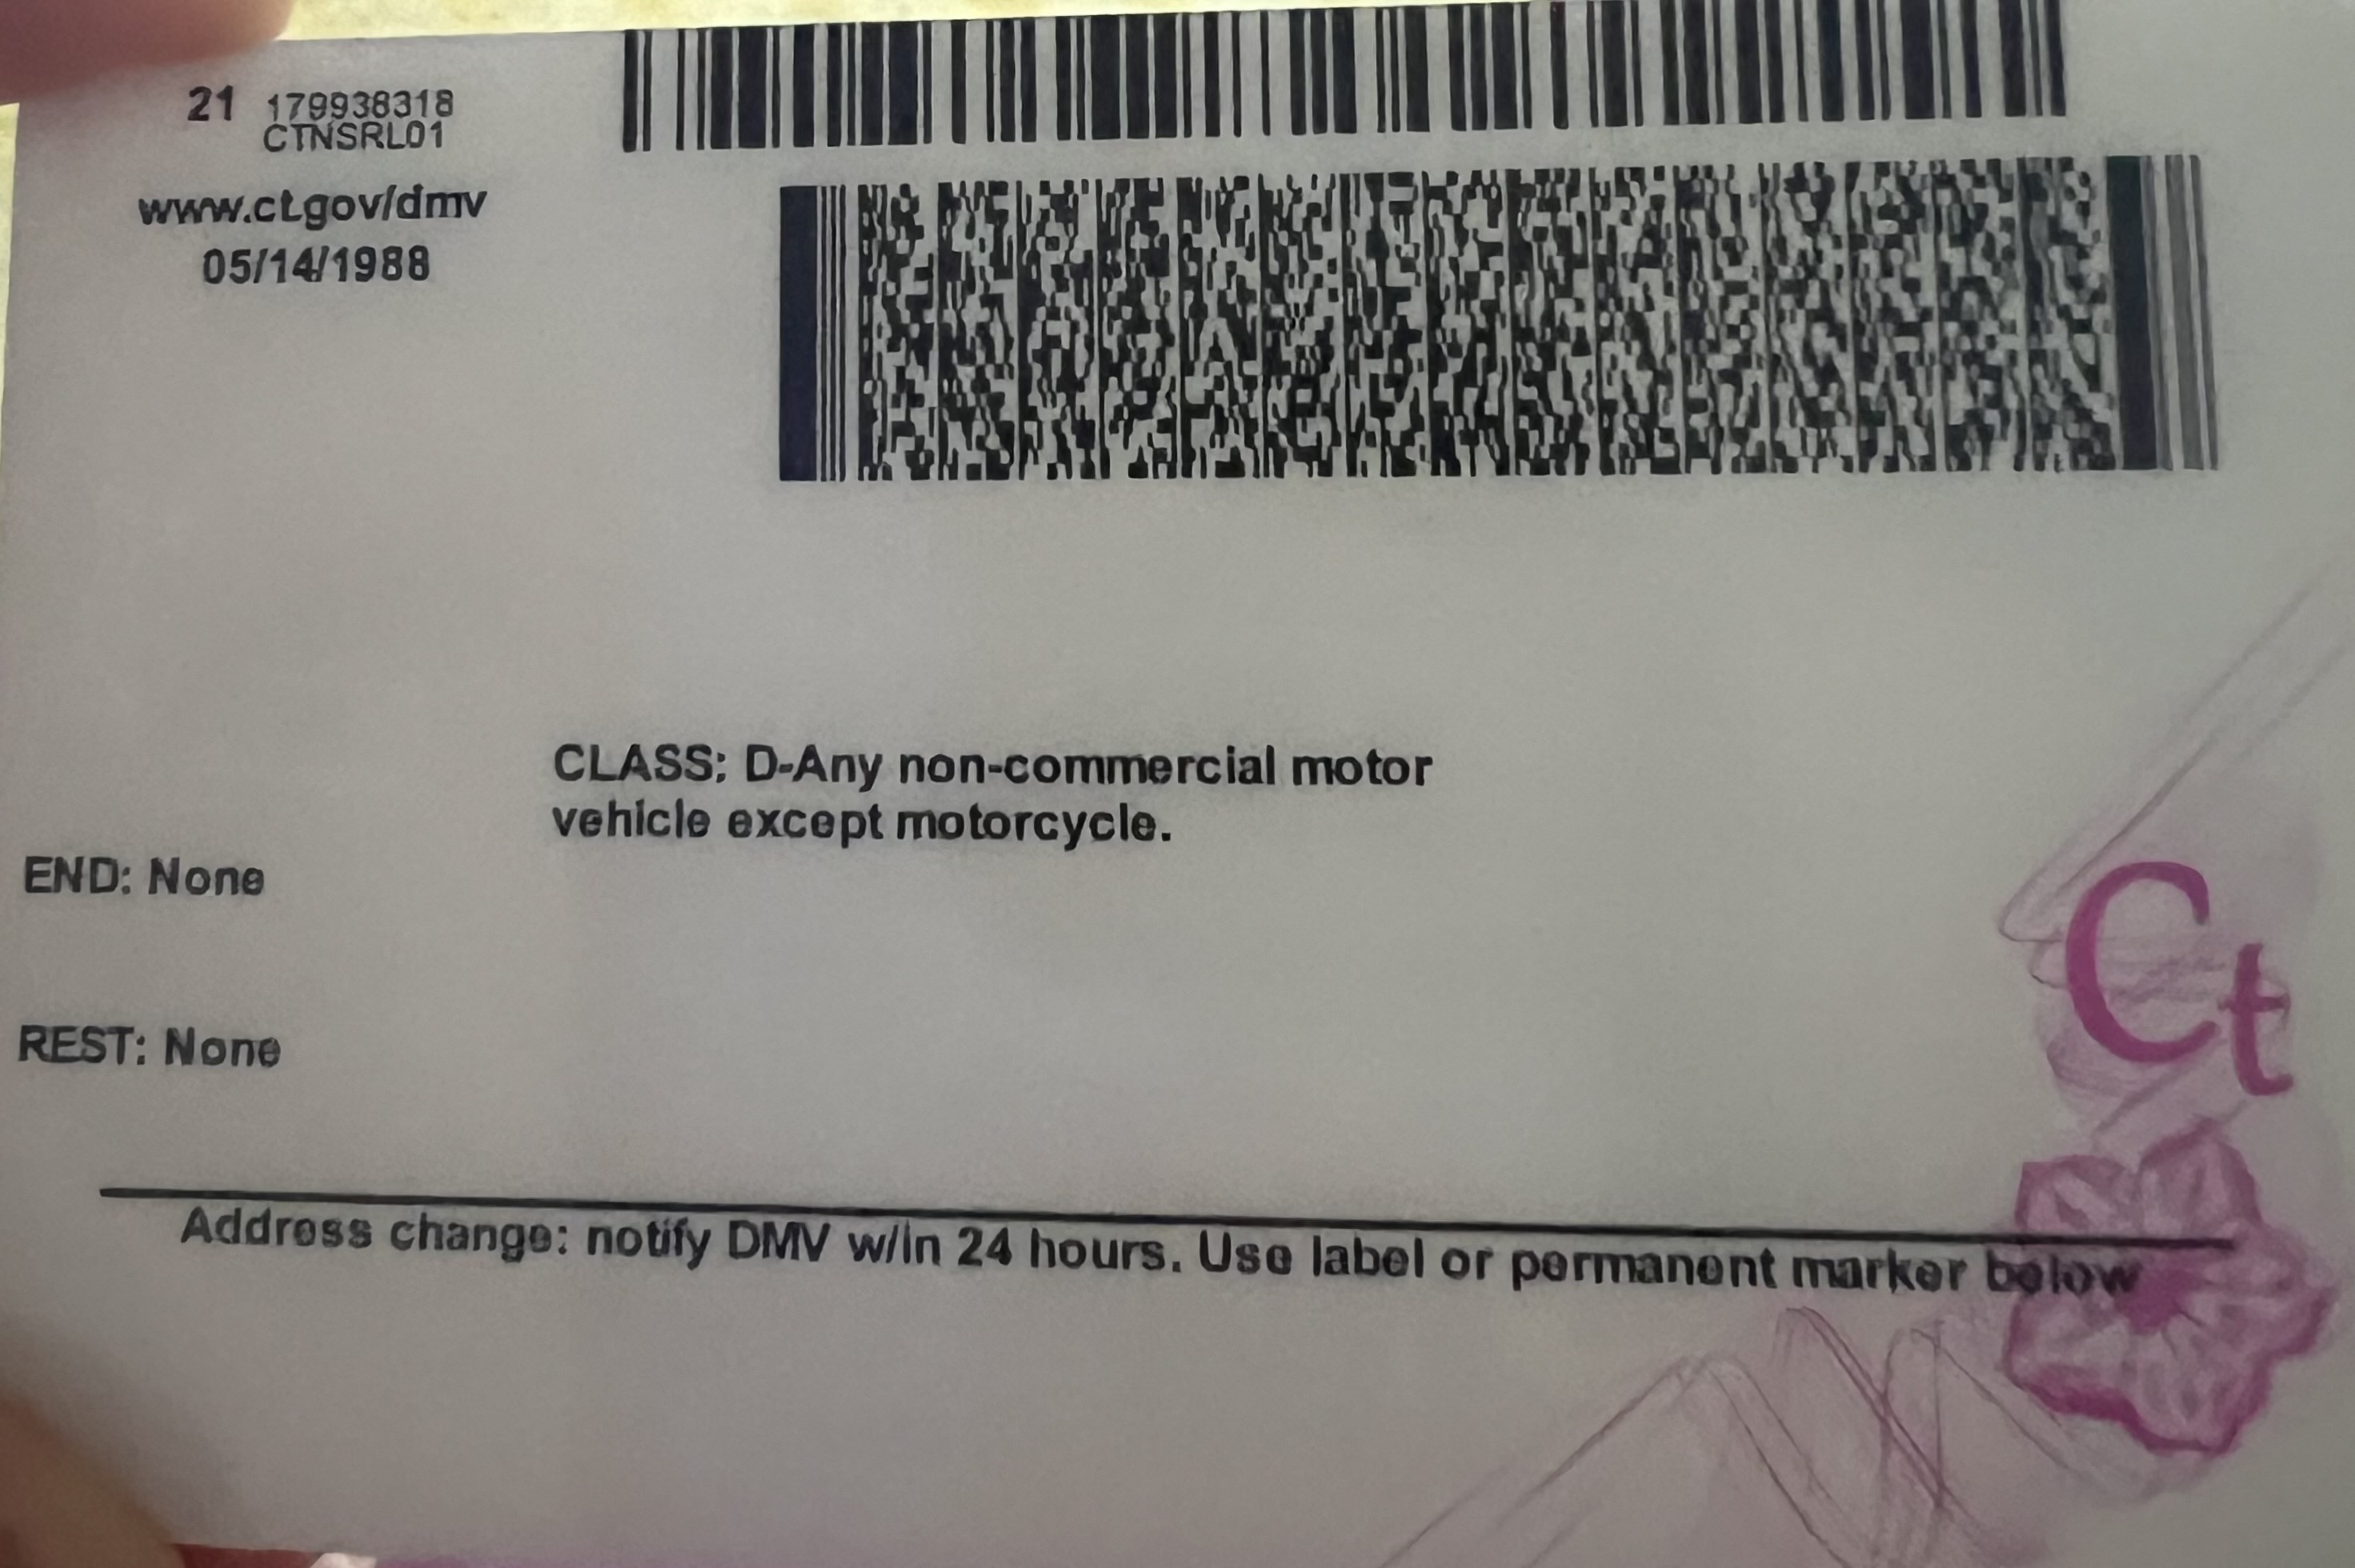 21 179938318
CTNSRL01
www.ct.gov/dmv
05/14/1988
CLASS: D-Any non-commercial motor
vehicle except motorcycle.
END: None
Ct
REST: None
Address change: notify DMV w/in 24 hours. Use label or permanent marker below